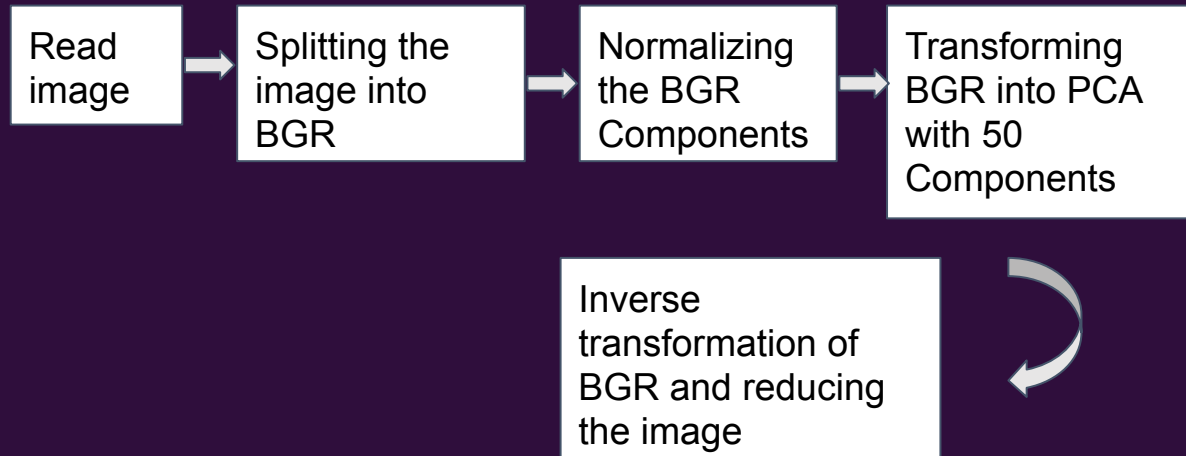 Read
image
Splitting the
image into
BGR
Normalizing
the BGR
Components
Transforming
BGR into PCA
with 50
Components
Inverse
transformation of
BGR and reducing
the image